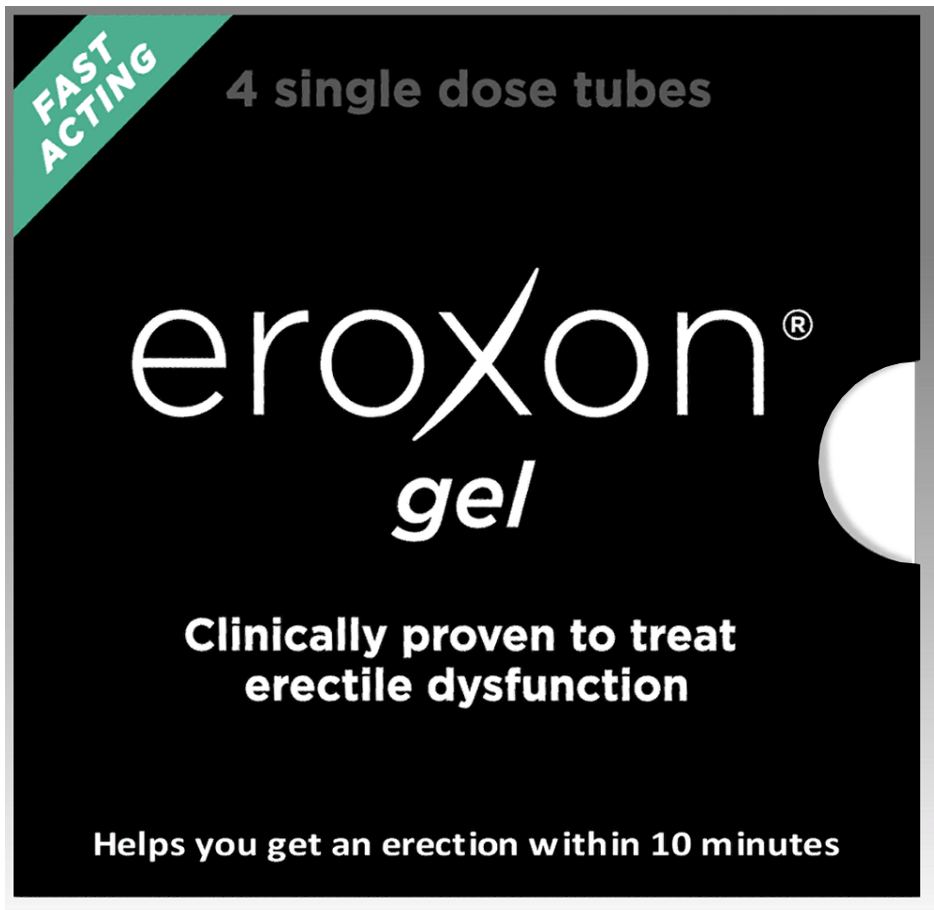 FAST
ACTING
4 single dose tubes
eroxon®
gel
Clinically proven to treat
erectile dysfunction
Helps you get an erection within 10 minutes